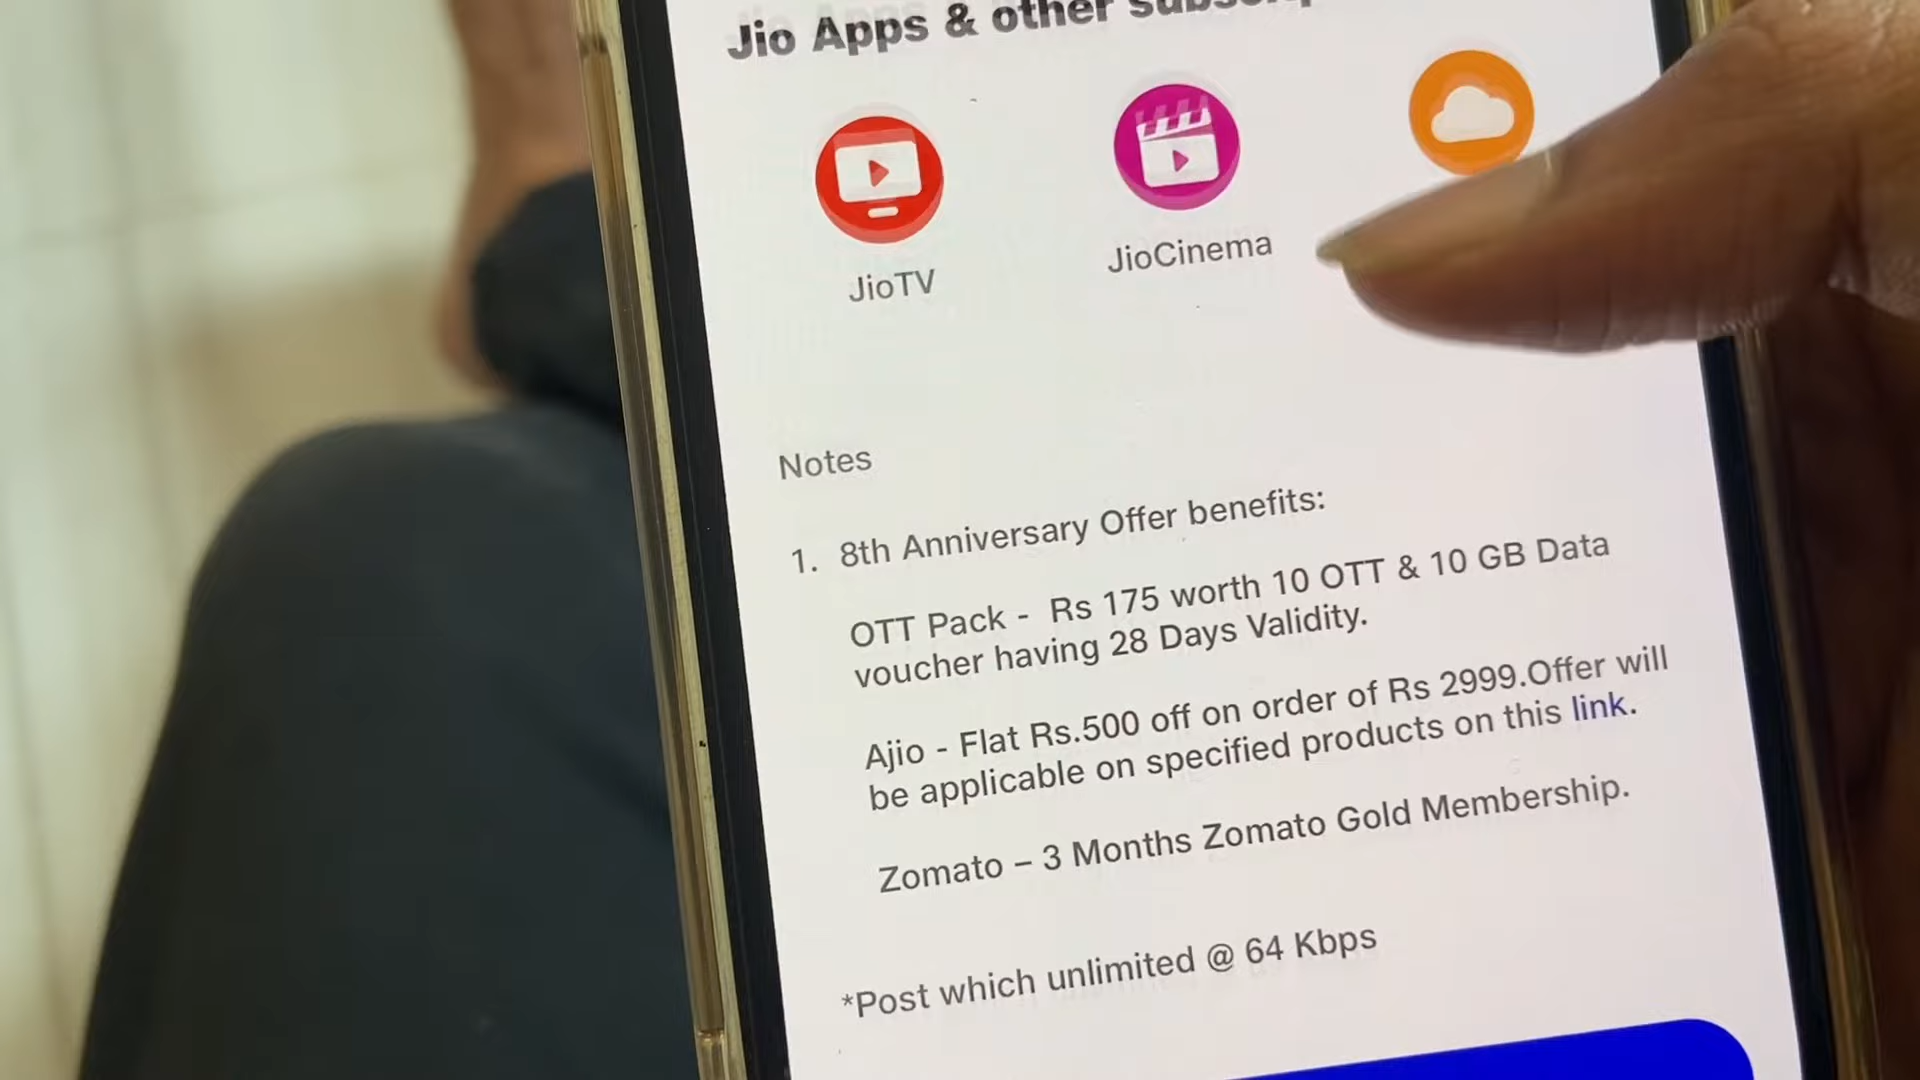 Jio Apps & other
JioTV
JioCinema
Notes
1. 8th Anniversary Offer benefits:
OTT Pack - Rs 175 worth 10 OTT & 10 GB Data
voucher having 28 Days Validity.
Ajio - Flat Rs.500 off on order of Rs 2999.Offer will
be applicable on specified products on this link.
Zomato – 3 Months Zomato Gold Membership.
*Post which unlimited @ 64 Kbps